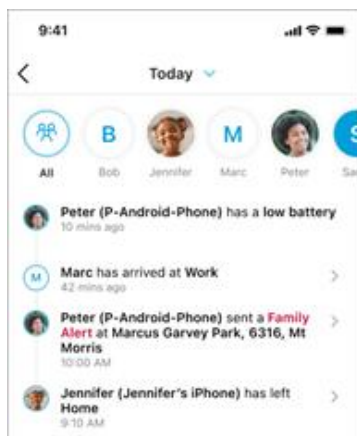 9:41
Today
B
M
S
All
Bob
Jennifer
Marc
Peter
Peter (P-Android-Phone) has a low battery
10 mins ago
M
Marc has arrived at Work
42 mins ago
Peter (P-Android-Phone) sent a Family
Alert at Marcus Garvey Park, 6316, Mt
Morris
10:00 AM
Jennifer (Jennifer's iPhone) has left
Home
9:10 AM